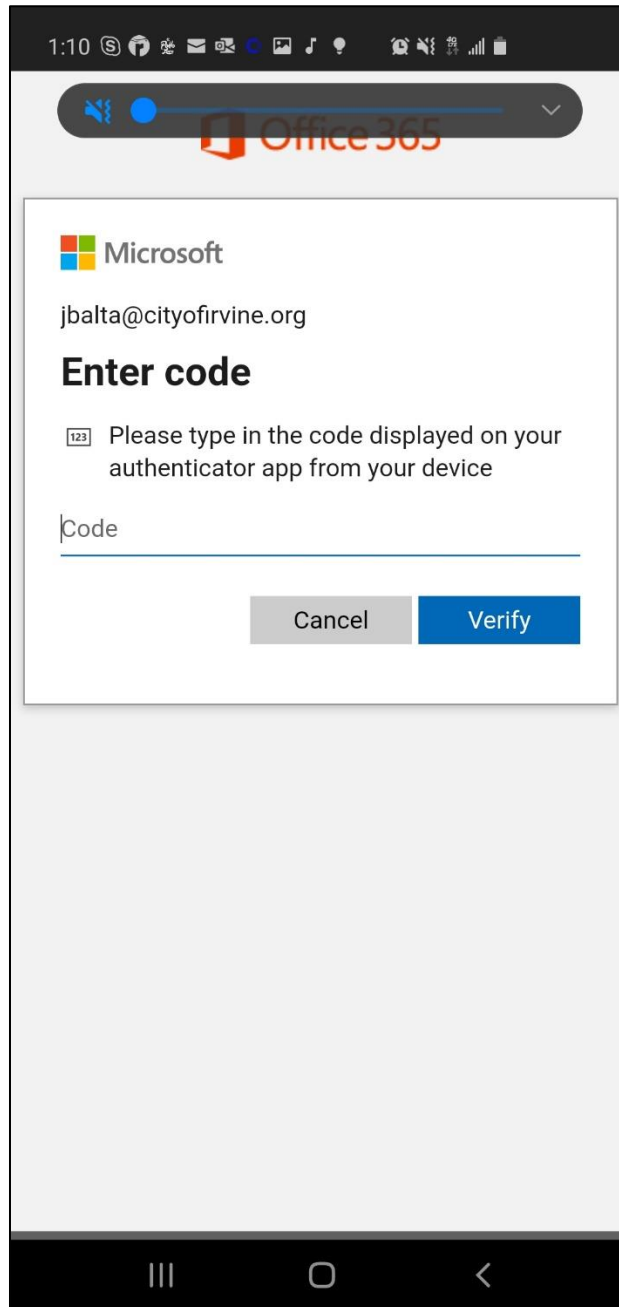 1:10
Office 365
Microsoft
jbalta@cityofirvine.org
Enter code
123
Please type in the code displayed on your
authenticator app from your device
Code
Cancel
Verify